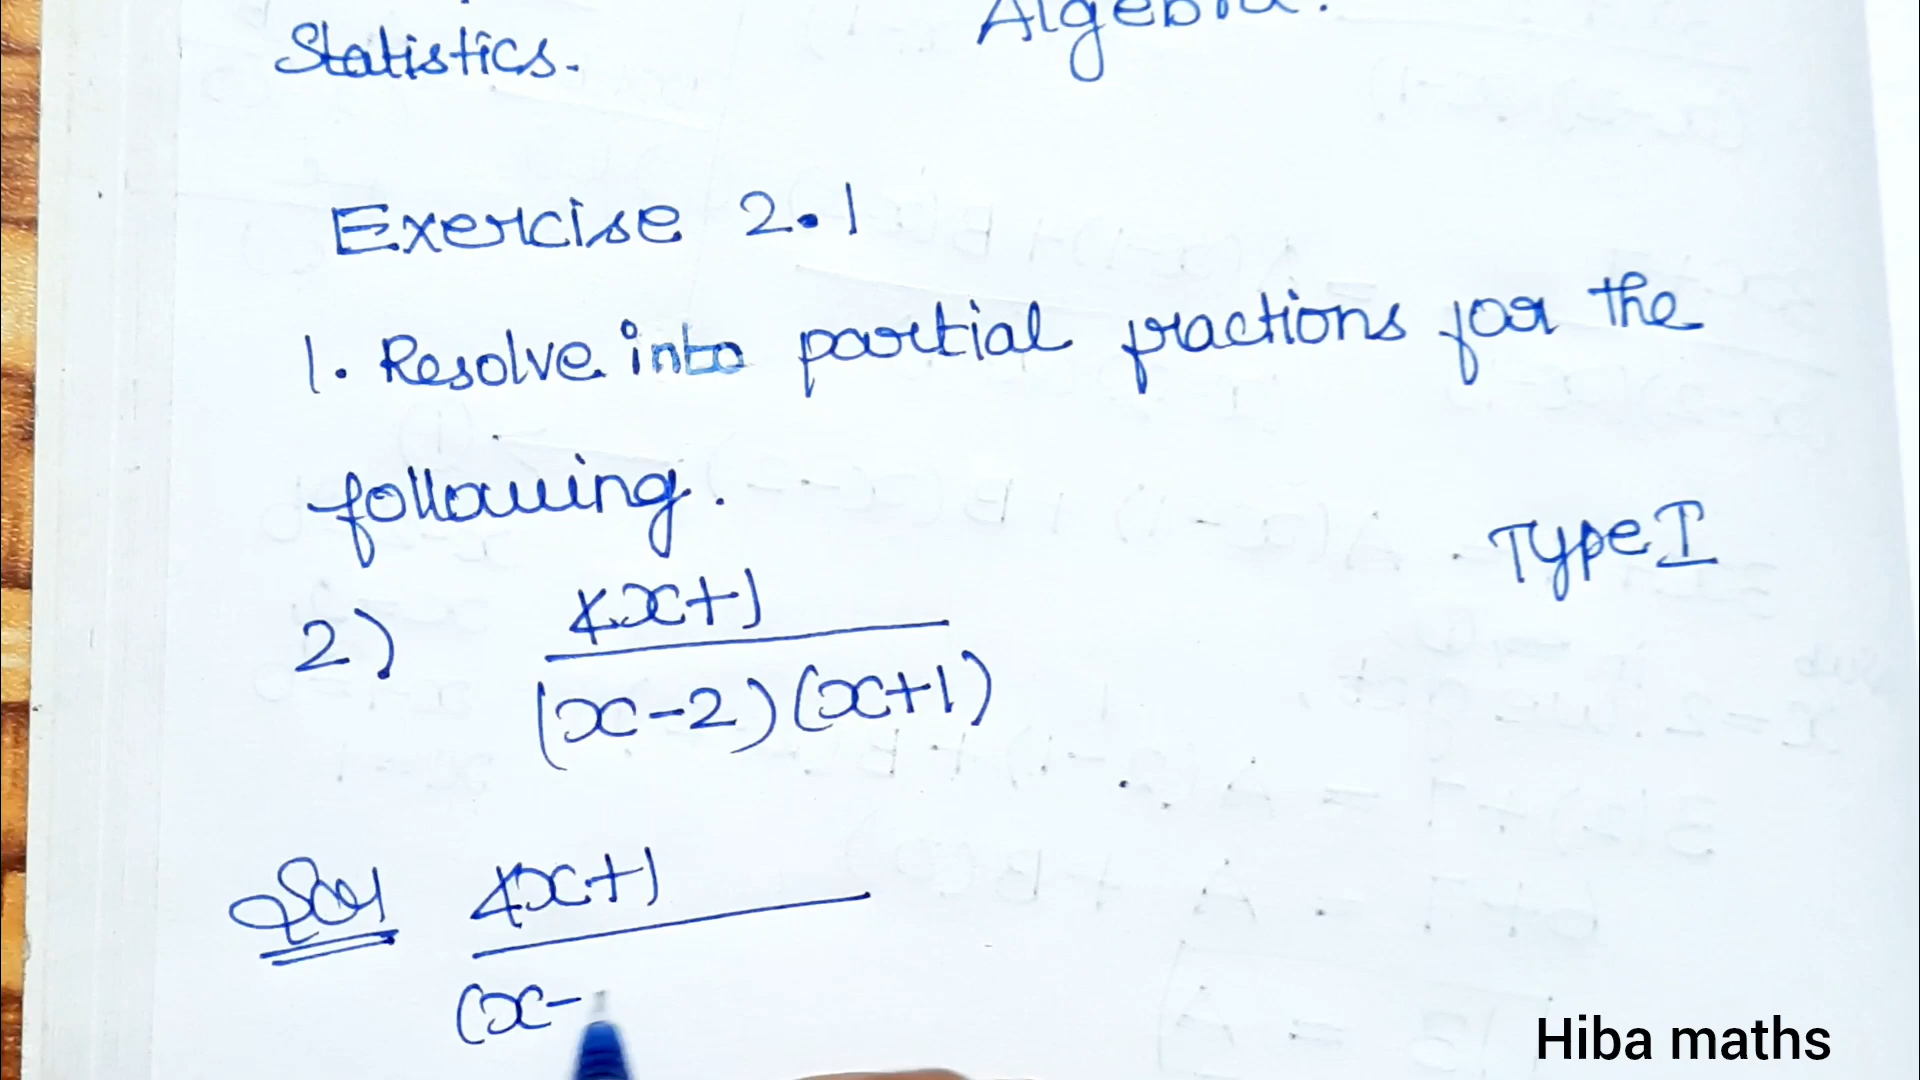 Algebra.
Statistics.
Exercise 2.1
1. Resolve into partial fractions for the
following.
Type I
2) 4x+1
(x-2)(x+1)
Sol 4x+1
(x-
Hiba maths